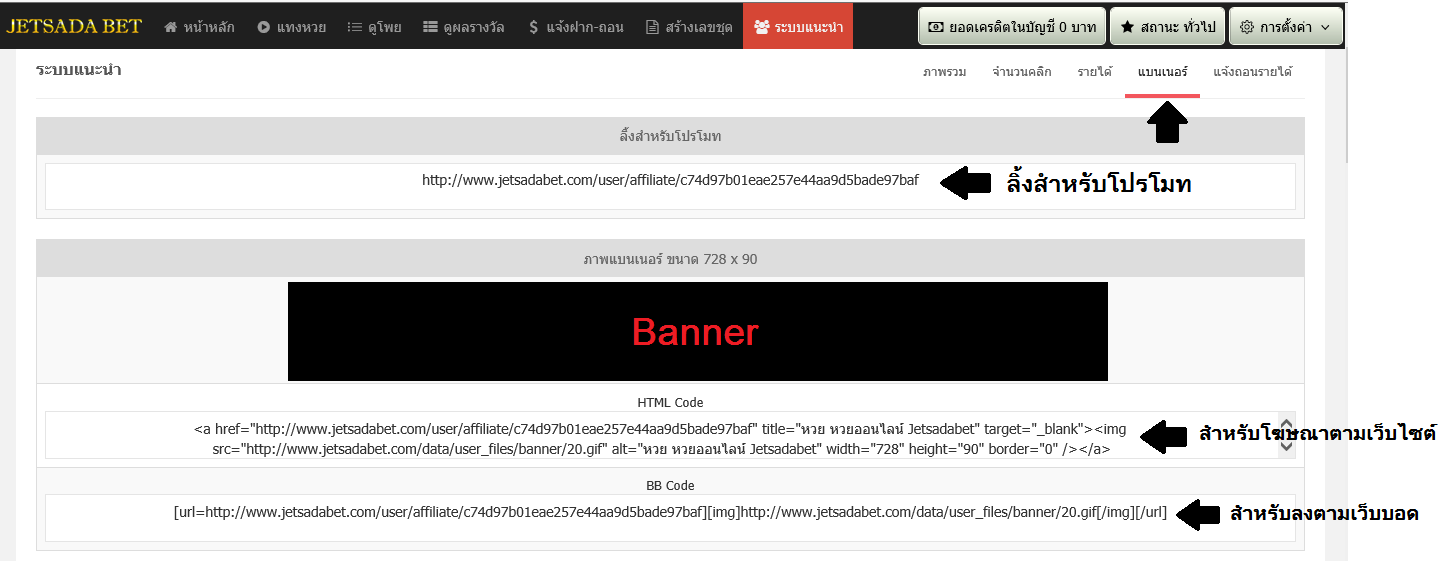 JETSADA BET หน้าหลัก แทงหวย ดูโพย ดูผลรางวัล $ แจ้งฝาก-ถอน สร้างเลขชุด ระบบแนะนำ ยอดเครดิตในบัญชี 0 บาท สถานะ ทั่วไป การตั้งค่า
ระบบแนะนำ ภาพรวม จำนวนคลิก รายได้ แบนเนอร์ แจ้งถอนรายได้
ลิ้งสำหรับโปรโมท
http://www.jetsadabet.com/user/affiliate/c74d97b01eae257e44aa9d5bade97baf ลิ้งสำหรับโปรโมท
ภาพแบนเนอร์ ขนาด 728 x 90
Banner
HTML Code
<a href="http://www.jetsadabet.com/user/affiliate/c74d97b01eae257e44aa9d5bade97baf" title="หวย หวยออนไลน์ Jetsadabet" target="_blank"><img
src="http://www.jetsadabet.com/data/user_files/banner/20.gif" alt="หวย หวยออนไลน์ Jetsadabet" width="728" height="90" border="0" /></a>
สำหรับโฆษณาตามเว็บไซต์
BB Code
[url=http://www.jetsadabet.com/user/affiliate/c74d97b01eae257e44aa9d5bade97baf][img]http://www.jetsadabet.com/data/user_files/banner/20.gif[/img][/url] สำหรับลงตามเว็บบอด